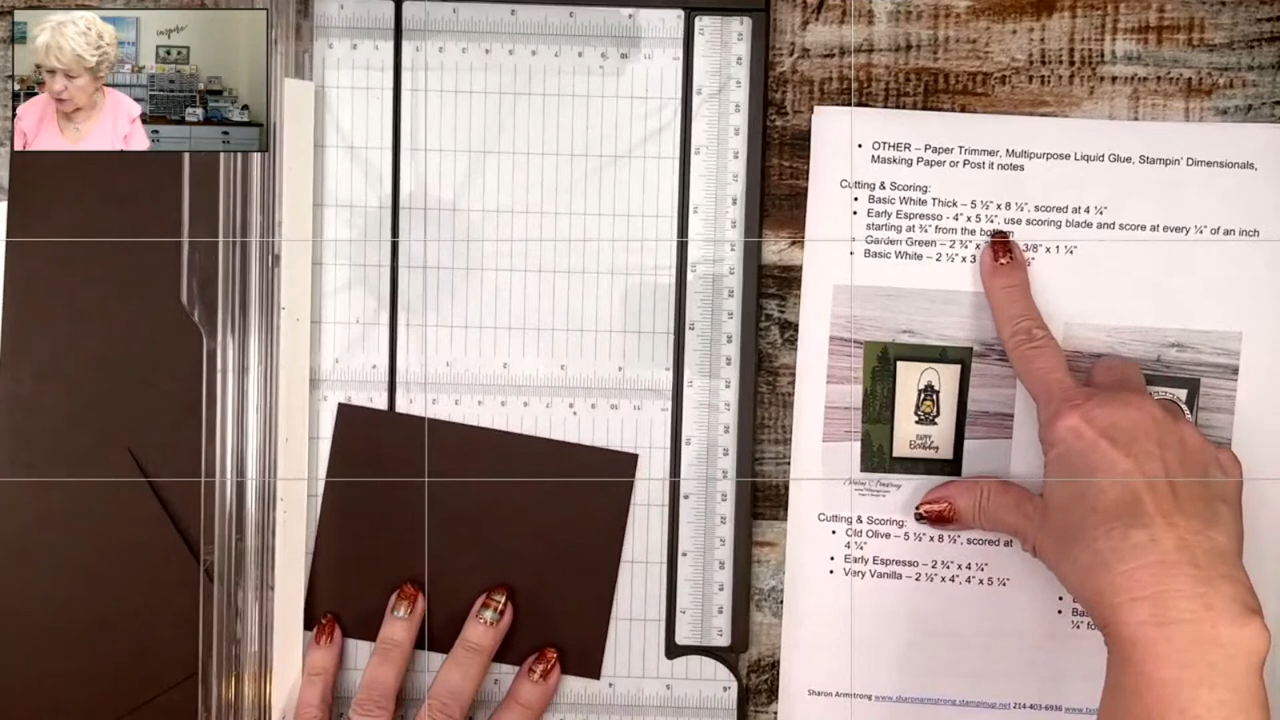 inspire
OTHER – Paper Trimmer, Multipurpose Liquid Glue, Stampin' Dimensionals,
Masking Paper or Post it notes
Cutting & Scoring:
Basic White Thick – 5 ½" x 8 ½", scored at 4 ¼"
Early Espresso - 4" x 5 ¼", use scoring blade and score at every ¼" of an inch
starting at ¾" from the bottom
Garden Green – 2 ¾" x 3/8" x 1 ¼"
Basic White – 2 ½" x 3
Happy
Birthday
Cutting & Scoring:
Old Olive – 5 ½" x 8 ½", scored at
4 ¼"
Early Espresso – 2 ¾" x 4 ¼"
Very Vanilla – 2 ½" x 4", 4" x 5 ¼"
Sharon Armstrong www.sharonarmstrong.stampinup.net 214-403-6936